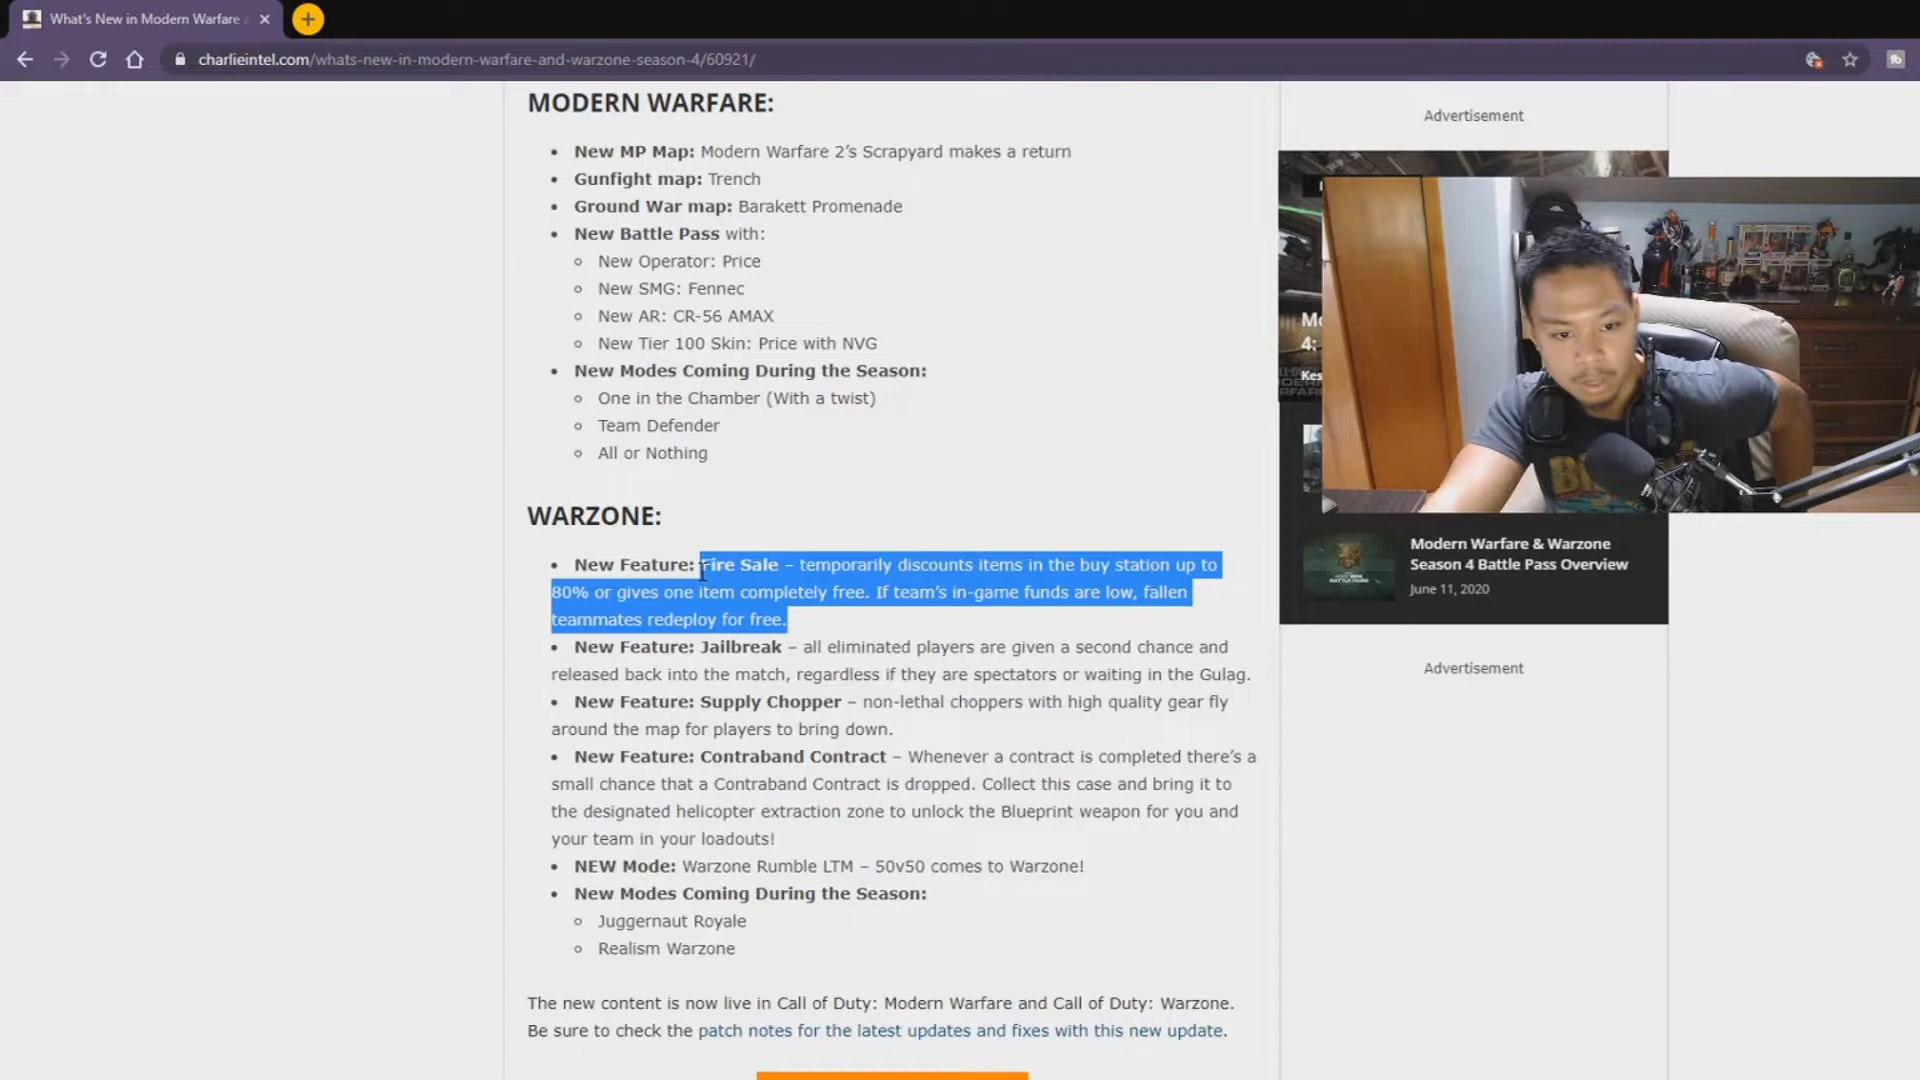 What's New in Modern Warfare
charlieintel.com/whats-new-in-modern-warfare-and-warzone-season-4/60921/
MODERN WARFARE:
New MP Map: Modern Warfare 2's Scrapyard makes a return
Gunfight map: Trench
Ground War map: Barakett Promenade
New Battle Pass with:
New Operator: Price
New SMG: Fennec
New AR: CR-56 AMAX
New Tier 100 Skin: Price with NVG
New Modes Coming During the Season:
One in the Chamber (With a twist)
Team Defender
All or Nothing
WARZONE:
New Feature: Fire Sale – temporarily discounts items in the buy station up to
80% or gives one item completely free. If team's in-game funds are low, fallen
teammates redeploy for free.
New Feature: Jailbreak – all eliminated players are given a second chance and
released back into the match, regardless if they are spectators or waiting in the Gulag.
New Feature: Supply Chopper – non-lethal choppers with high quality gear fly
around the map for players to bring down.
New Feature: Contraband Contract – Whenever a contract is completed there's a
small chance that a Contraband Contract is dropped. Collect this case and bring it to
the designated helicopter extraction zone to unlock the Blueprint weapon for you and
your team in your loadouts!
NEW Mode: Warzone Rumble LTM – 50v50 comes to Warzone!
New Modes Coming During the Season:
Juggernaut Royale
Realism Warzone
The new content is now live in Call of Duty: Modern Warfare and Call of Duty: Warzone.
Be sure to check the patch notes for the latest updates and fixes with this new update.
Advertisement
4:
Modern Warfare & Warzone
Season 4 Battle Pass Overview
June 11, 2020
Advertisement